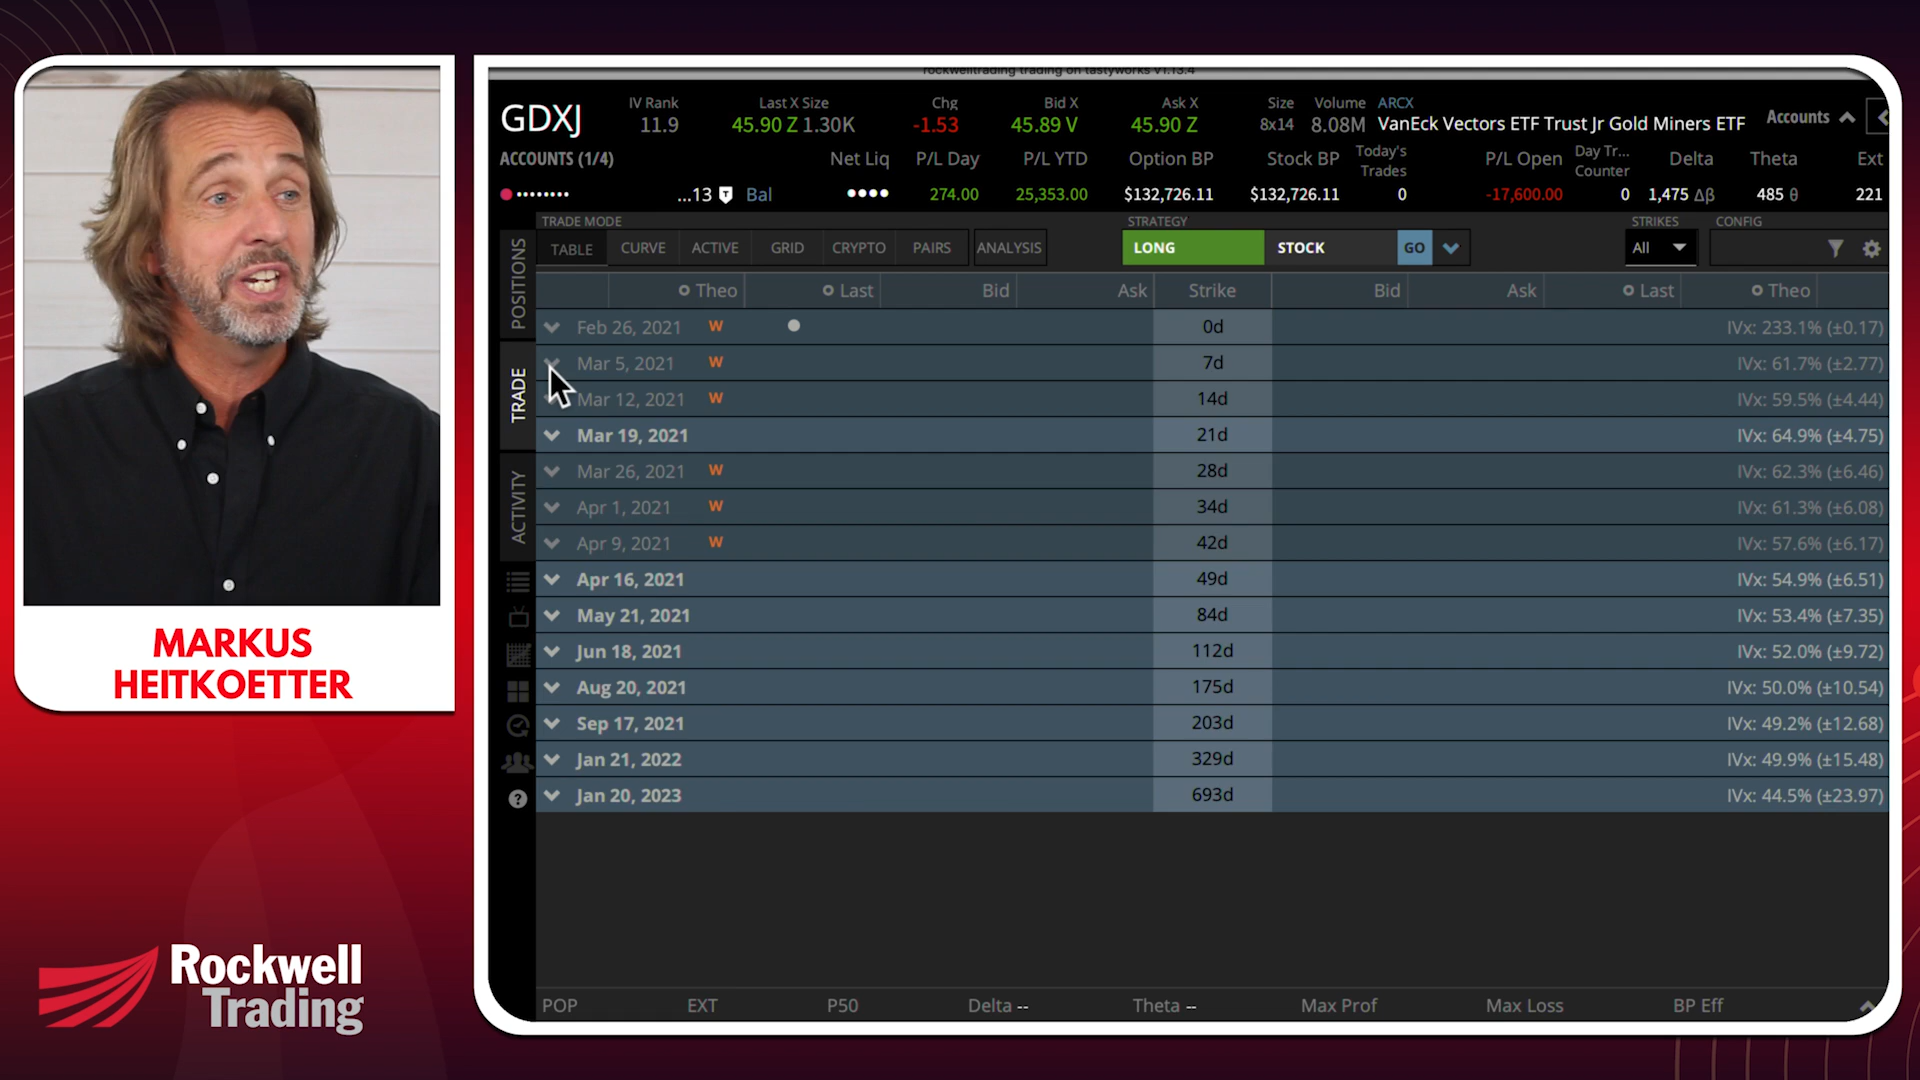 rockwelltrading trading on tastyworks v1.13.4
GDXJ
IV Rank Last X Size Chg Bid X Ask X Size Volume ARCX
11.9 45.90 Z 1.30K -1.53 45.89 V 45.90 Z 8x14 8.08M VanEck Vectors ETF Trust Jr Gold Miners ETF Accounts
ACCOUNTS (1/4) Net Liq P/L Day P/L YTD Option BP Stock BP Today's Trades P/L Open Day Tr... Counter Delta Theta Ext
...13 Bal 274.00 25,353.00 $132,726.11 $132,726.11 0 -17,600.00 0 1,475 Δβ 485 θ 221
TRADE MODE STRATEGY STRIKES CONFIG
TABLE CURVE ACTIVE GRID CRYPTO PAIRS ANALYSIS LONG STOCK GO All
POSITIONS
TRADE
ACTIVITY
Theo Last Bid Ask Strike Bid Ask Last Theo
Feb 26, 2021 W 0d IVx: 233.1% (±0.17)
Mar 5, 2021 W 7d IVx: 61.7% (±2.77)
Mar 12, 2021 W 14d IVx: 59.5% (±4.44)
Mar 19, 2021 21d IVx: 64.9% (±4.75)
Mar 26, 2021 W 28d IVx: 62.3% (±6.46)
Apr 1, 2021 W 34d IVx: 61.3% (±6.08)
Apr 9, 2021 W 42d IVx: 57.6% (±6.17)
Apr 16, 2021 49d IVx: 54.9% (±6.51)
May 21, 2021 84d IVx: 53.4% (±7.35)
Jun 18, 2021 112d IVx: 52.0% (±9.72)
Aug 20, 2021 175d IVx: 50.0% (±10.54)
Sep 17, 2021 203d IVx: 49.2% (±12.68)
Jan 21, 2022 329d IVx: 49.9% (±15.48)
Jan 20, 2023 693d IVx: 44.5% (±23.97)
POP EXT P50 Delta -- Theta -- Max Prof Max Loss BP Eff
MARKUS
HEITKOETTER
Rockwell
Trading